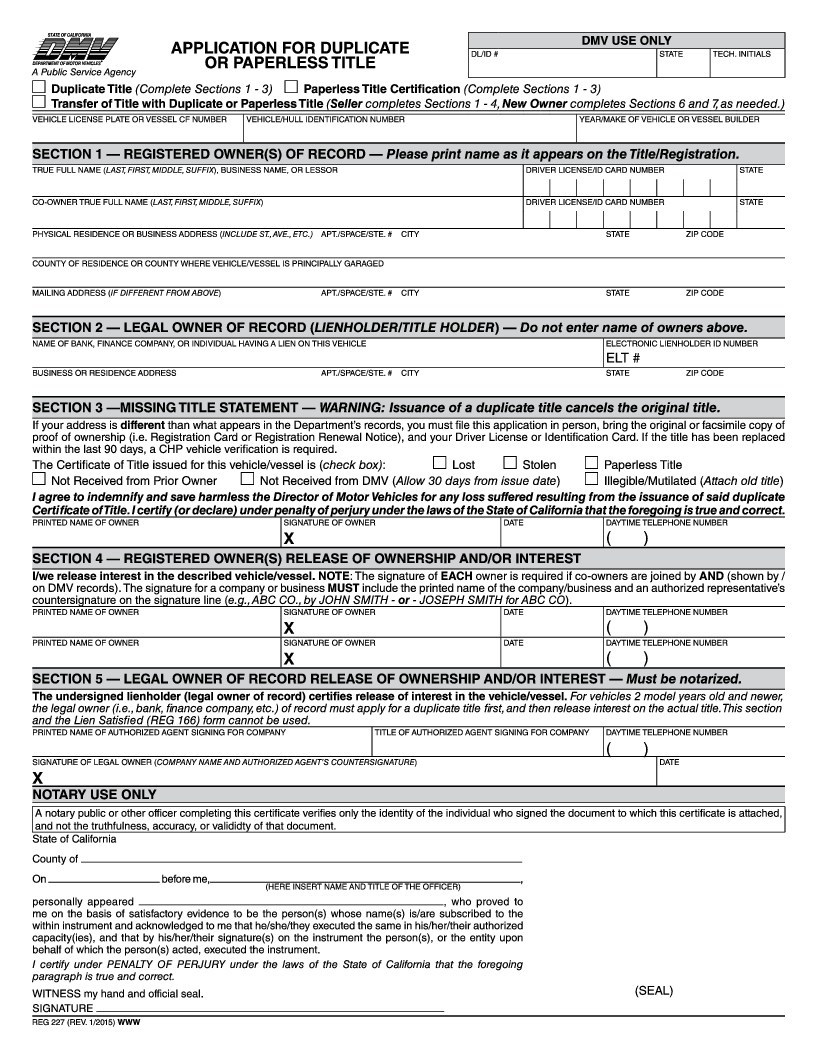 STATE OF CALIFORNIA
DMV
DEPARTMENT OF MOTOR VEHICLES
A Public Service Agency
APPLICATION FOR DUPLICATE
OR PAPERLESS TITLE
DMV USE ONLY
DL/ID # STATE TECH. INITIALS
Duplicate Title (Complete Sections 1 - 3) Paperless Title Certification (Complete Sections 1 - 3)
Transfer of Title with Duplicate or Paperless Title (Seller completes Sections 1 - 4, New Owner completes Sections 6 and 7, as needed.)
VEHICLE LICENSE PLATE OR VESSEL CF NUMBER VEHICLE/HULL IDENTIFICATION NUMBER YEAR/MAKE OF VEHICLE OR VESSEL BUILDER
SECTION 1 — REGISTERED OWNER(S) OF RECORD — Please print name as it appears on the Title/Registration.
TRUE FULL NAME (LAST, FIRST, MIDDLE, SUFFIX), BUSINESS NAME, OR LESSOR DRIVER LICENSE/ID CARD NUMBER STATE
CO-OWNER TRUE FULL NAME (LAST, FIRST, MIDDLE, SUFFIX) DRIVER LICENSE/ID CARD NUMBER STATE
PHYSICAL RESIDENCE OR BUSINESS ADDRESS (INCLUDE ST., AVE., ETC.) APT./SPACE/STE. # CITY STATE ZIP CODE
COUNTY OF RESIDENCE OR COUNTY WHERE VEHICLE/VESSEL IS PRINCIPALLY GARAGED
MAILING ADDRESS (IF DIFFERENT FROM ABOVE) APT./SPACE/STE. # CITY STATE ZIP CODE
SECTION 2 — LEGAL OWNER OF RECORD (LIENHOLDER/TITLE HOLDER) — Do not enter name of owners above.
NAME OF BANK, FINANCE COMPANY, OR INDIVIDUAL HAVING A LIEN ON THIS VEHICLE ELECTRONIC LIENHOLDER ID NUMBER
ELT #
BUSINESS OR RESIDENCE ADDRESS APT./SPACE/STE. # CITY STATE ZIP CODE
SECTION 3 —MISSING TITLE STATEMENT — WARNING: Issuance of a duplicate title cancels the original title.
If your address is different than what appears in the Department's records, you must file this application in person, bring the original or facsimile copy of
proof of ownership (i.e. Registration Card or Registration Renewal Notice), and your Driver License or Identification Card. If the title has been replaced
within the last 90 days, a CHP vehicle verification is required.
The Certificate of Title issued for this vehicle/vessel is (check box): Lost Stolen Paperless Title
Not Received from Prior Owner Not Received from DMV (Allow 30 days from issue date) Illegible/Mutilated (Attach old title)
I agree to indemnify and save harmless the Director of Motor Vehicles for any loss suffered resulting from the issuance of said duplicate
Certificate of Title. I certify (or declare) under penalty of perjury under the laws of the State of California that the foregoing is true and correct.
PRINTED NAME OF OWNER SIGNATURE OF OWNER DATE DAYTIME TELEPHONE NUMBER
X ( )
SECTION 4 — REGISTERED OWNER(S) RELEASE OF OWNERSHIP AND/OR INTEREST
I/we release interest in the described vehicle/vessel. NOTE: The signature of EACH owner is required if co-owners are joined by AND (shown by /
on DMV records). The signature for a company or business MUST include the printed name of the company/business and an authorized representative's
countersignature on the signature line (e.g., ABC CO., by JOHN SMITH - or - JOSEPH SMITH for ABC CO).
PRINTED NAME OF OWNER SIGNATURE OF OWNER DATE DAYTIME TELEPHONE NUMBER
X ( )
PRINTED NAME OF OWNER SIGNATURE OF OWNER DATE DAYTIME TELEPHONE NUMBER
X ( )
SECTION 5 — LEGAL OWNER OF RECORD RELEASE OF OWNERSHIP AND/OR INTEREST — Must be notarized.
The undersigned lienholder (legal owner of record) certifies release of interest in the vehicle/vessel. For vehicles 2 model years old and newer,
the legal owner (i.e., bank, finance company, etc.) of record must apply for a duplicate title first, and then release interest on the actual title. This section
and the Lien Satisfied (REG 166) form cannot be used.
PRINTED NAME OF AUTHORIZED AGENT SIGNING FOR COMPANY TITLE OF AUTHORIZED AGENT SIGNING FOR COMPANY DAYTIME TELEPHONE NUMBER
( )
SIGNATURE OF LEGAL OWNER (COMPANY NAME AND AUTHORIZED AGENT'S COUNTERSIGNATURE) DATE
X
NOTARY USE ONLY
A notary public or other officer completing this certificate verifies only the identity of the individual who signed the document to which this certificate is attached,
and not the truthfulness, accuracy, or validity of that document.
State of California
County of
On before me, ,
(HERE INSERT NAME AND TITLE OF THE OFFICER)
personally appeared , who proved to
me on the basis of satisfactory evidence to be the person(s) whose name(s) is/are subscribed to the
within instrument and acknowledged to me that he/she/they executed the same in his/her/their authorized
capacity(ies), and that by his/her/their signature(s) on the instrument the person(s), or the entity upon
behalf of which the person(s) acted, executed the instrument.
I certify under PENALTY OF PERJURY under the laws of the State of California that the foregoing
paragraph is true and correct.
WITNESS my hand and official seal. (SEAL)
SIGNATURE
REG 227 (REV. 1/2015) WWW